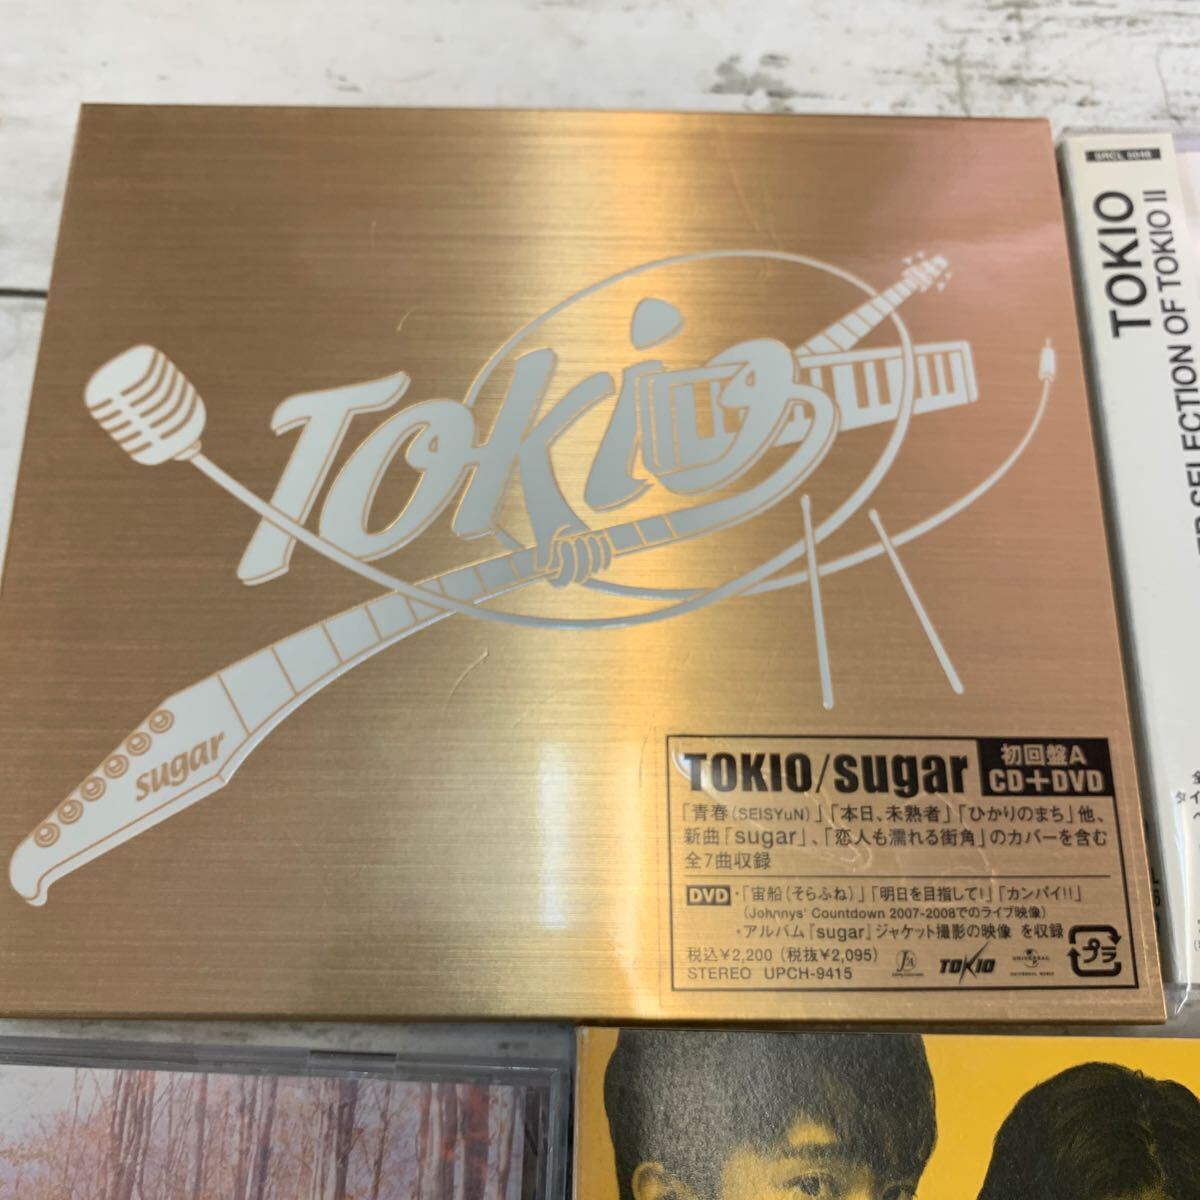 TOKIO
sugar
TOKIO/sugar
初回盤A
CD+DVD
「青春(SEISYuN)」「本日、未熟者」「ひかりのまち」他、
新曲「sugar」、「恋人も濡れる街角」のカバーを含む
全7曲収録
DVD ・「宙船(そらふね)」「明日を目指して!」「カンパイ!!」
(Johnnys' Countdown 2007-2008でのライブ映像)
・アルバム『sugar』ジャケット撮影の映像 を収録
税込¥2,200 (税抜¥2,095)
STEREO UPCH-9415
TOKIO
UNIVERSAL
プラ
TOKIO
SELECTION OF TOKIO II